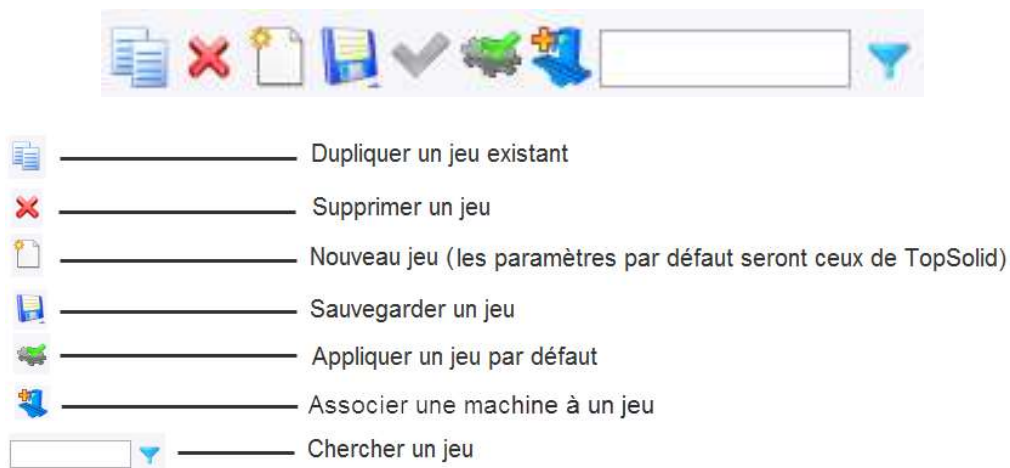 Dupliquer un jeu existant
Supprimer un jeu
Nouveau jeu (les paramètres par défaut seront ceux de TopSolid)
Sauvegarder un jeu
Appliquer un jeu par défaut
Associer une machine à un jeu
Chercher un jeu